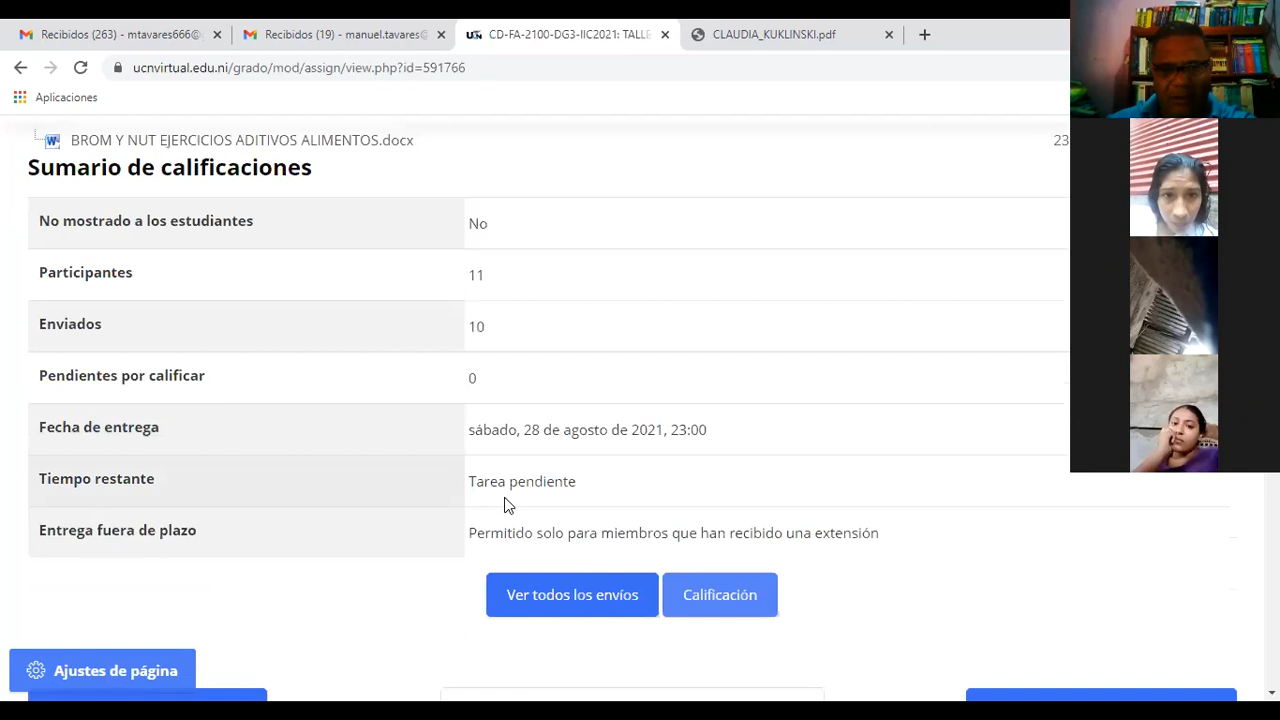 Recibidos (263) - mtavares666@
Recibidos (19) - manuel.tavares@
CD-FA-2100-DG3-IIC2021: TALLE
CLAUDIA_KUKLINSKI.pdf
ucnvirtual.edu.ni/grado/mod/assign/view.php?id=591766
Aplicaciones
BROM Y NUT EJERCICIOS ADITIVOS ALIMENTOS.docx
23
Sumario de calificaciones
No mostrado a los estudiantes
No
Participantes
11
Enviados
10
Pendientes por calificar
0
Fecha de entrega
sábado, 28 de agosto de 2021, 23:00
Tiempo restante
Tarea pendiente
Entrega fuera de plazo
Permitido solo para miembros que han recibido una extensión
Ver todos los envíos
Calificación
Ajustes de página